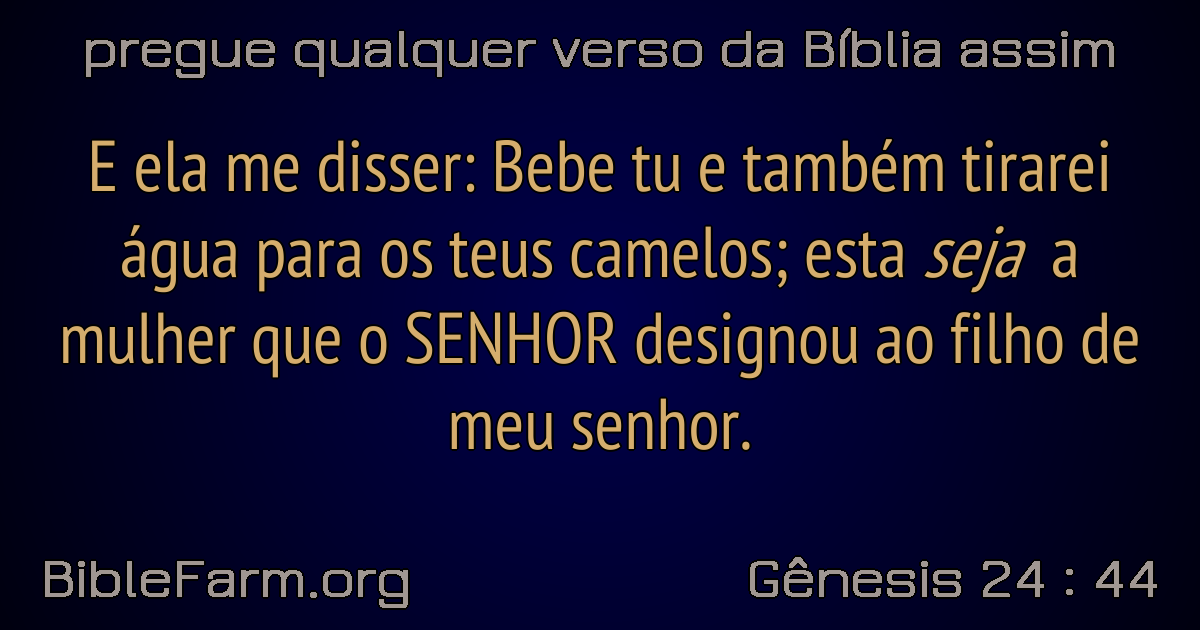 pregue qualquer verso da Bíblia assim
E ela me disser: Bebe tu e também tirarei
água para os teus camelos; esta seja a
mulher que o SENHOR designou ao filho de
meu senhor.
BibleFarm.org
Gênesis 24 : 44